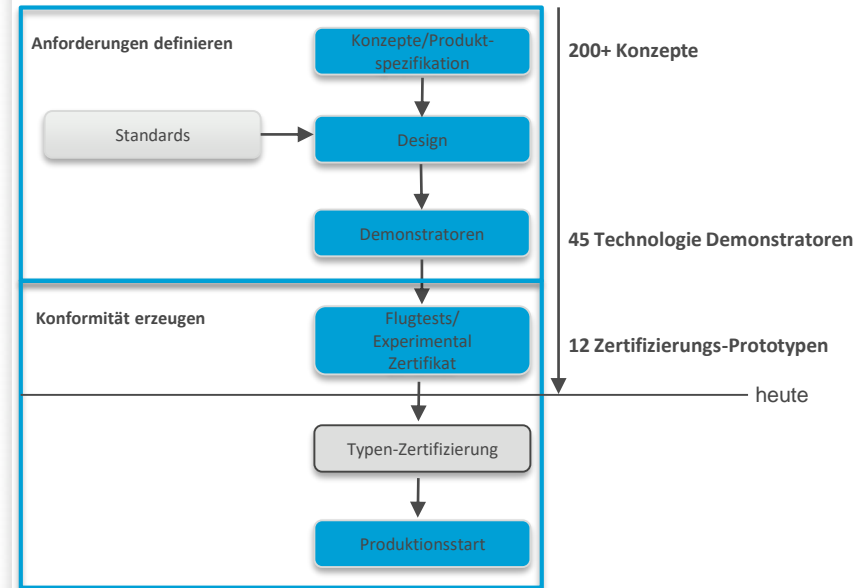 Anforderungen definieren
Konzepte/Produkt-
spezifikation
200+ Konzepte
Standards
Design
Demonstratoren
45 Technologie Demonstratoren
Konformität erzeugen
Flugtests/
Experimental
Zertifikat
12 Zertifizierungs-Prototypen
heute
Typen-Zertifizierung
Produktionsstart